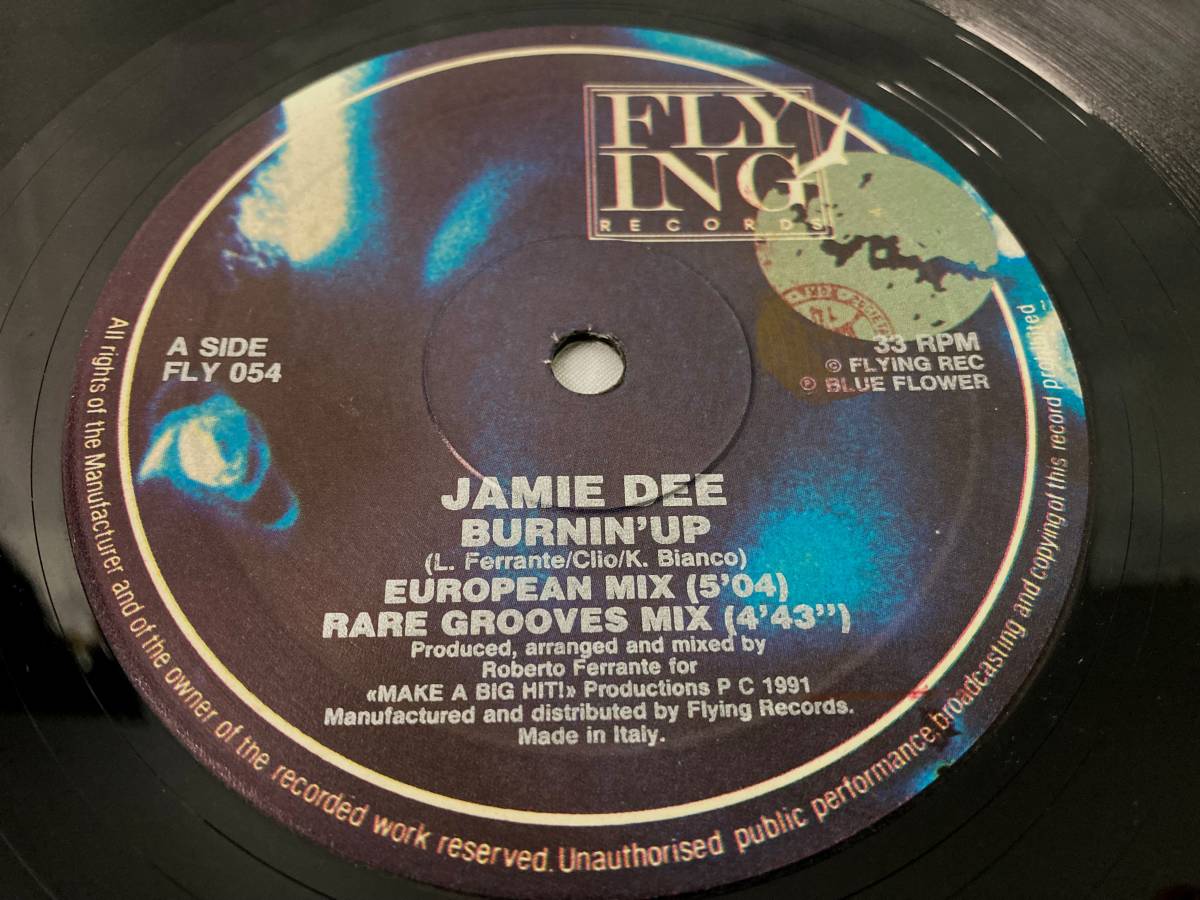 FLY
ING
RECORDS
A SIDE
FLY 054
33 RPM
© FLYING REC
℗ BLUE FLOWER
JAMIE DEE
BURNIN'UP
(L. Ferrante/Clio/K. Bianco)
EUROPEAN MIX (5'04)
RARE GROOVES MIX (4'43")
Produced, arranged and mixed by
Roberto Ferrante for
«MAKE A BIG HIT!» Productions P C 1991
Manufactured and distributed by Flying Records.
Made in Italy.
All rights of the Manufacturer and of the owner of the recorded work reserved. Unauthorised public performance, broadcasting and copying of this record prohibited